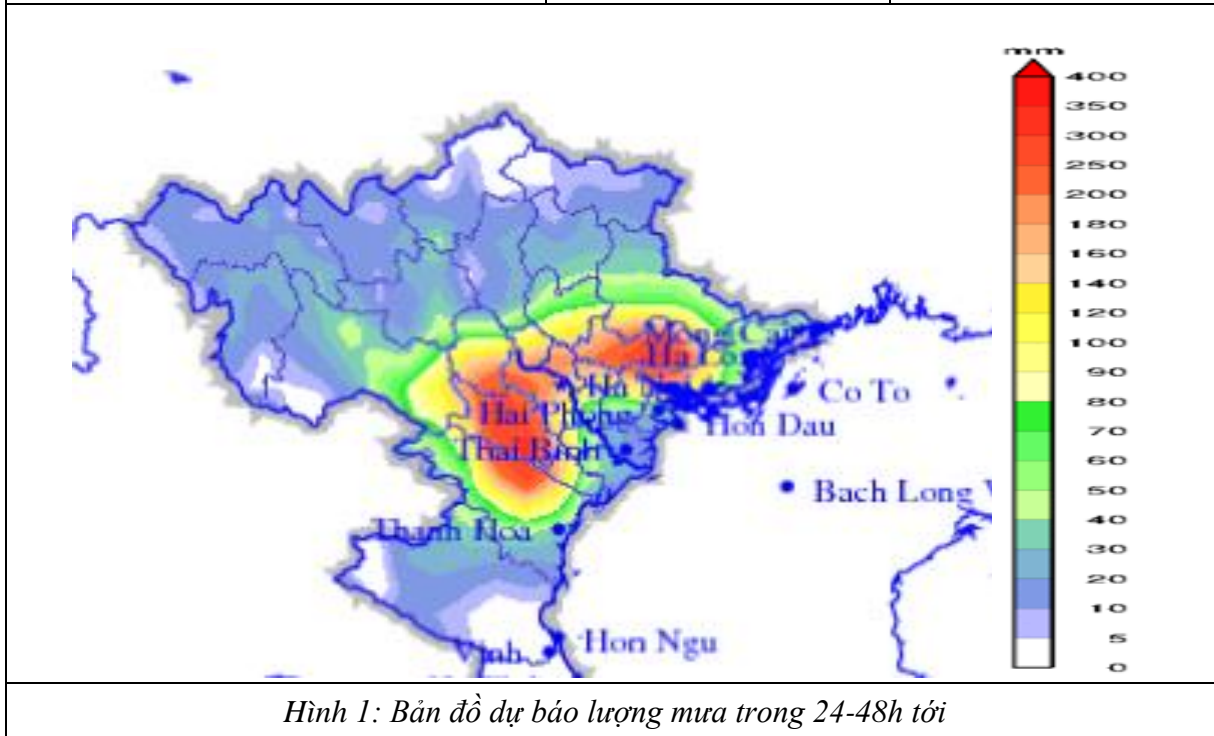 mm
400
350
300
250
200
180
160
140
120
100
90
80
70
60
50
40
30
20
10
5
0
Co To
Hai Phong
Hon Dau
Thai Binh
Bach Long V
Thanh Hoa
Hon Ngu
Vinh
Hình 1: Bản đồ dự báo lượng mưa trong 24-48h tới